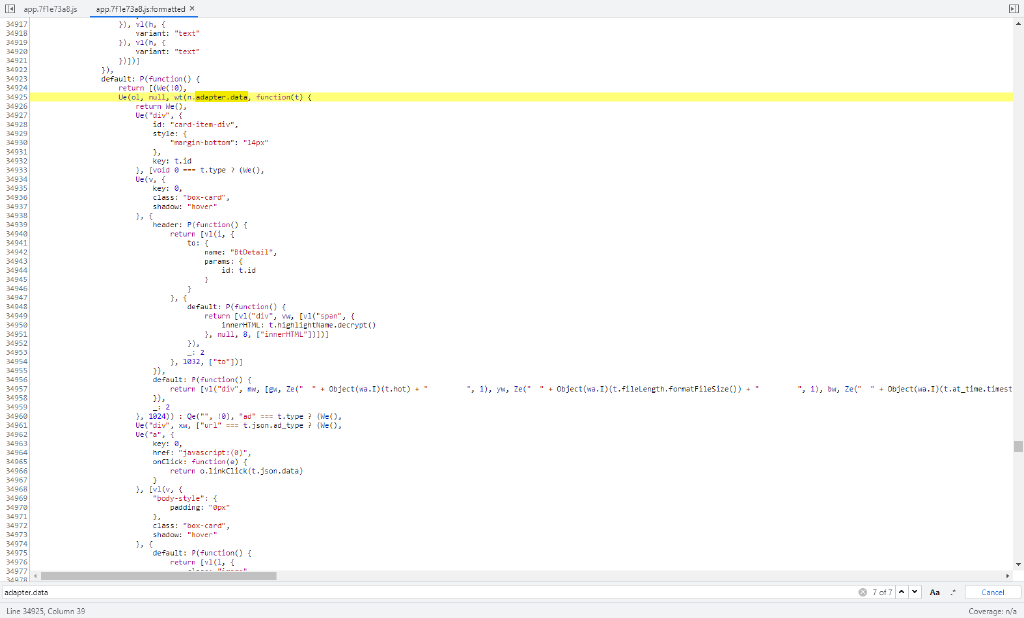 app.7f1e73a8.js app.7f1e73a8.js:formatted ×
34917 }), vl(h, {
34918 variant: "text"
34919 }), vl(h, {
34920 variant: "text"
34921 })])]
34922 }),
34923 default: P(function() {
34924 return [(We(!0),
34925 Ue(ol, null, wt(n.adapter.data, function(t) {
34926 return We(),
34927 Ue("div", {
34928 id: "card-item-div",
34929 style: {
34930 "margin-bottom": "14px"
34931 },
34932 key: t.id
34933 }, [void 0 === t.type ? (We(),
34934 Ue(v, {
34935 key: 0,
34936 class: "box-card",
34937 shadow: "hover"
34938 }, {
34939 header: P(function() {
34940 return [vl(i, {
34941 to: {
34942 name: "BtDetail",
34943 params: {
34944 id: t.id
34945 }
34946 }
34947 }, {
34948 default: P(function() {
34949 return [vl("div", vw, [vl("span", {
34950 innerHTML: t.highlightName.decrypt()
34951 }, null, 8, ["innerHTML"])])]
34952 }),
34953 _: 2
34954 }, 1032, ["to"])]
34955 }),
34956 default: P(function() {
34957 return [vl("div", mw, [gw, Ze(" " + Object(wa.I)(t.hot) + " ", 1), yw, Ze(" " + Object(wa.I)(t.fileLength.formatFileSize()) + " ", 1), bw, Ze(" " + Object(wa.I)(t.at_time.timest
34958 }),
34959 _: 2
34960 }, 1024)) : Qe("", !0), "ad" === t.type ? (We(),
34961 Ue("div", xw, ["url" === t.json.ad_type ? (We(),
34962 Ue("a", {
34963 key: 0,
34964 href: "javascript:(0)",
34965 onClick: function(e) {
34966 return o.linkClick(t.json.data)
34967 }
34968 }, [vl(v, {
34969 "body-style": {
34970 padding: "0px"
34971 },
34972 class: "box-card",
34973 shadow: "hover"
34974 }, {
34975 default: P(function() {
34976 return [vl(l, {
34977
34978
adapter.data 7 of 7 Aa .* Cancel
Line 34925, Column 39 Coverage: n/a